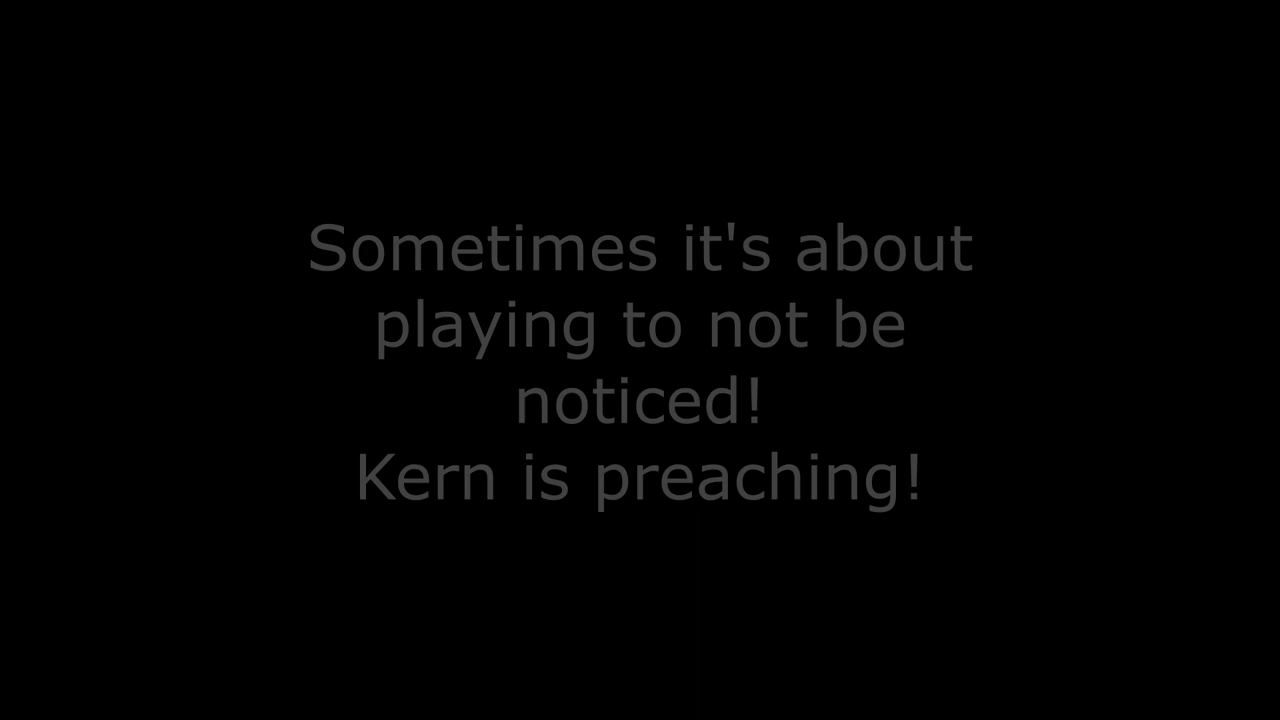 Sometimes it's about
playing to not be
noticed!
Kern is preaching!